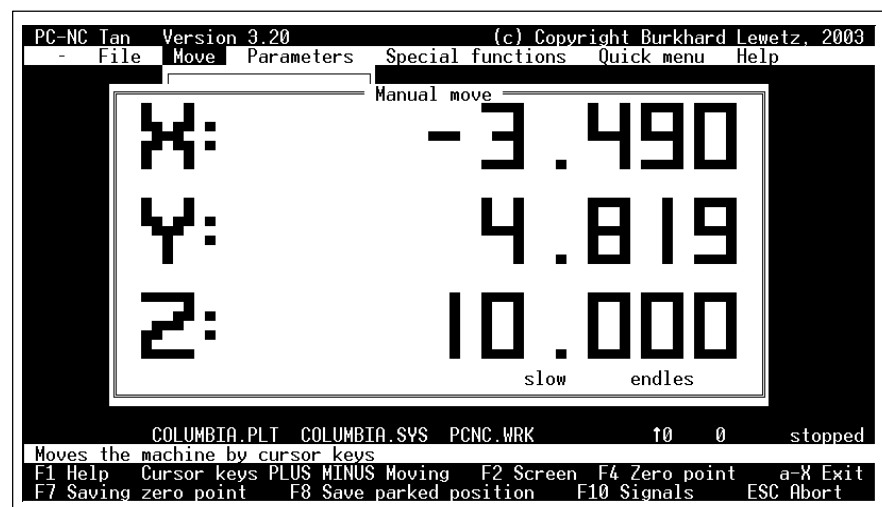 PC-NC Tan Version 3.20 (c) Copyright Burkhard Lewetz, 2003
- File Move Parameters Special functions Quick menu Help
Manual move
X: -3.490
Y: 4.819
Z: 10.000
slow endles
COLUMBIA.PLT COLUMBIA.SYS PCNC.WRK ↑0 0 stopped
Moves the machine by cursor keys
F1 Help Cursor keys PLUS MINUS Moving F2 Screen F4 Zero point a-X Exit
F7 Saving zero point F8 Save parked position F10 Signals ESC Abort